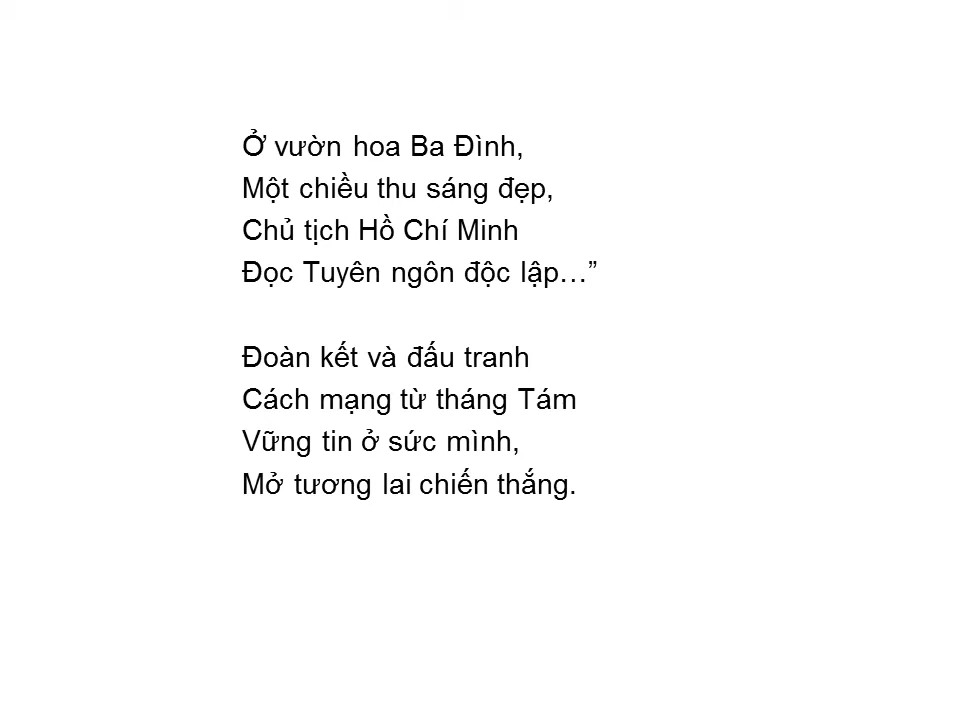 Ở vườn hoa Ba Đình,
Một chiều thu sáng đẹp,
Chủ tịch Hồ Chí Minh
Đọc Tuyên ngôn độc lập…”
Đoàn kết và đấu tranh
Cách mạng từ tháng Tám
Vững tin ở sức mình,
Mở tương lai chiến thắng.